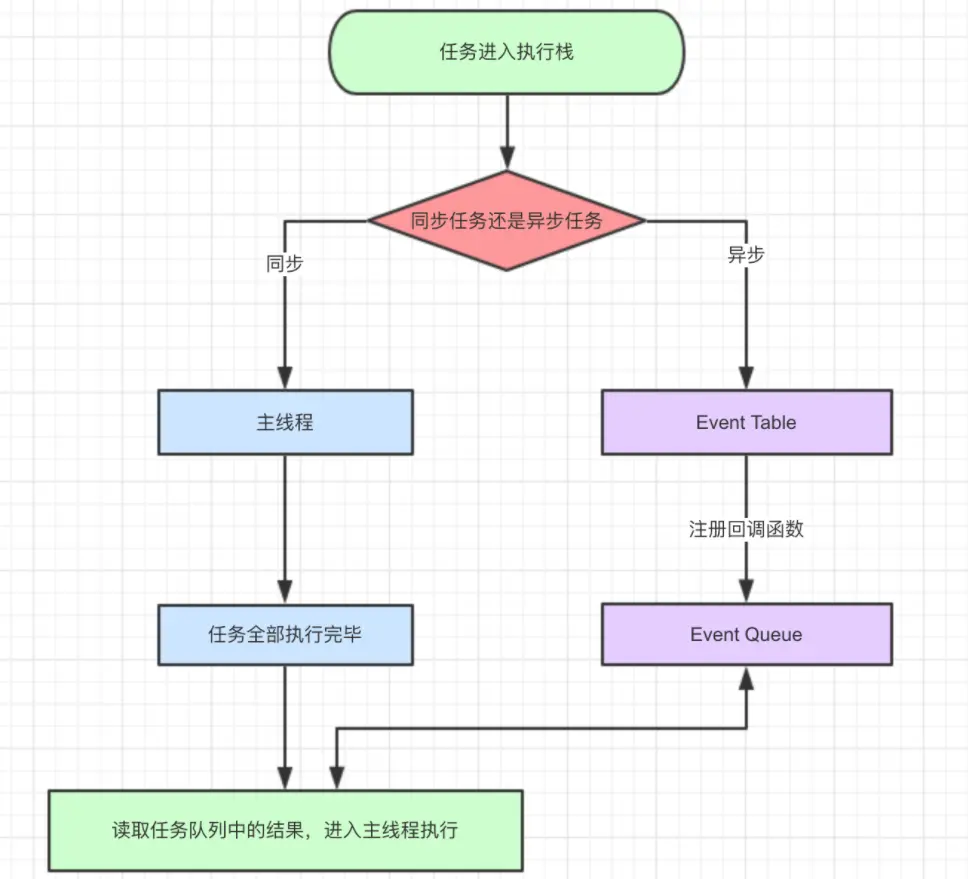 任务进入执行栈
同步任务还是异步任务
同步
异步
主线程
Event Table
注册回调函数
任务全部执行完毕
Event Queue
读取任务队列中的结果，进入主线程执行